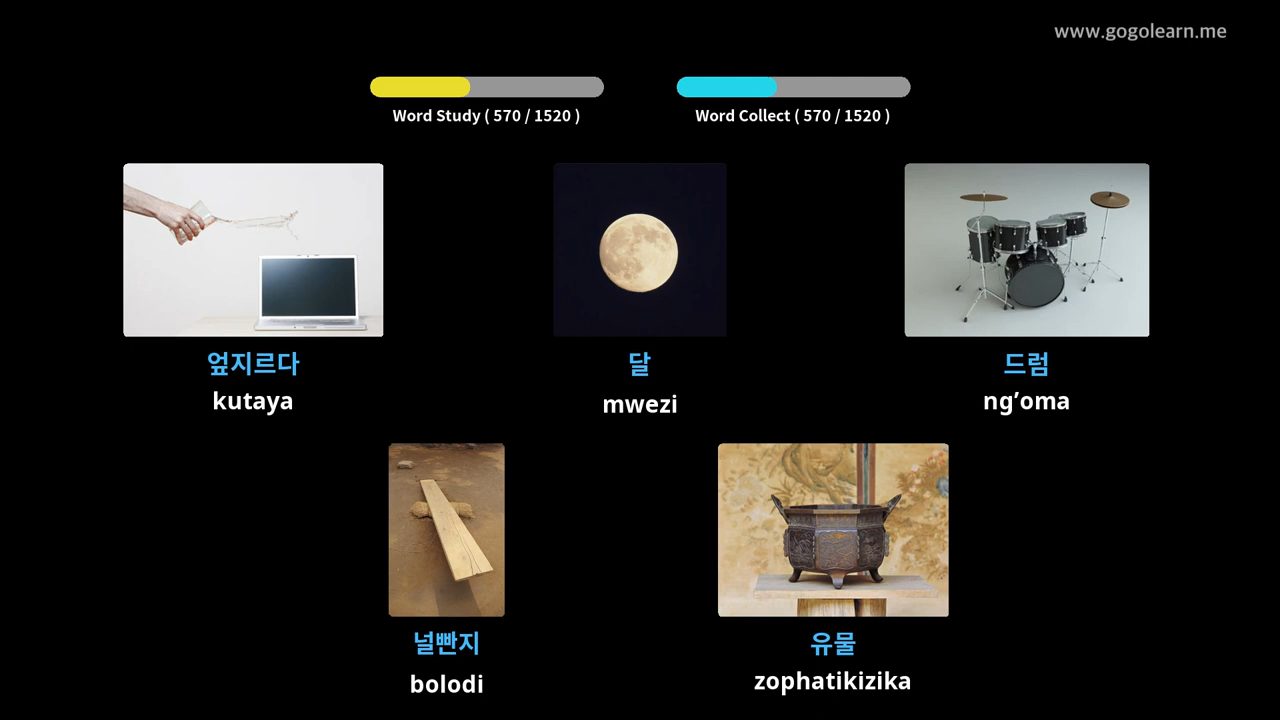 www.gogolearn.me
Word Study ( 570 / 1520 )
Word Collect ( 570 / 1520 )
엎지르다
kutaya
달
mwezi
드럼
ng’oma
널빤지
bolodi
유물
zophatikizika